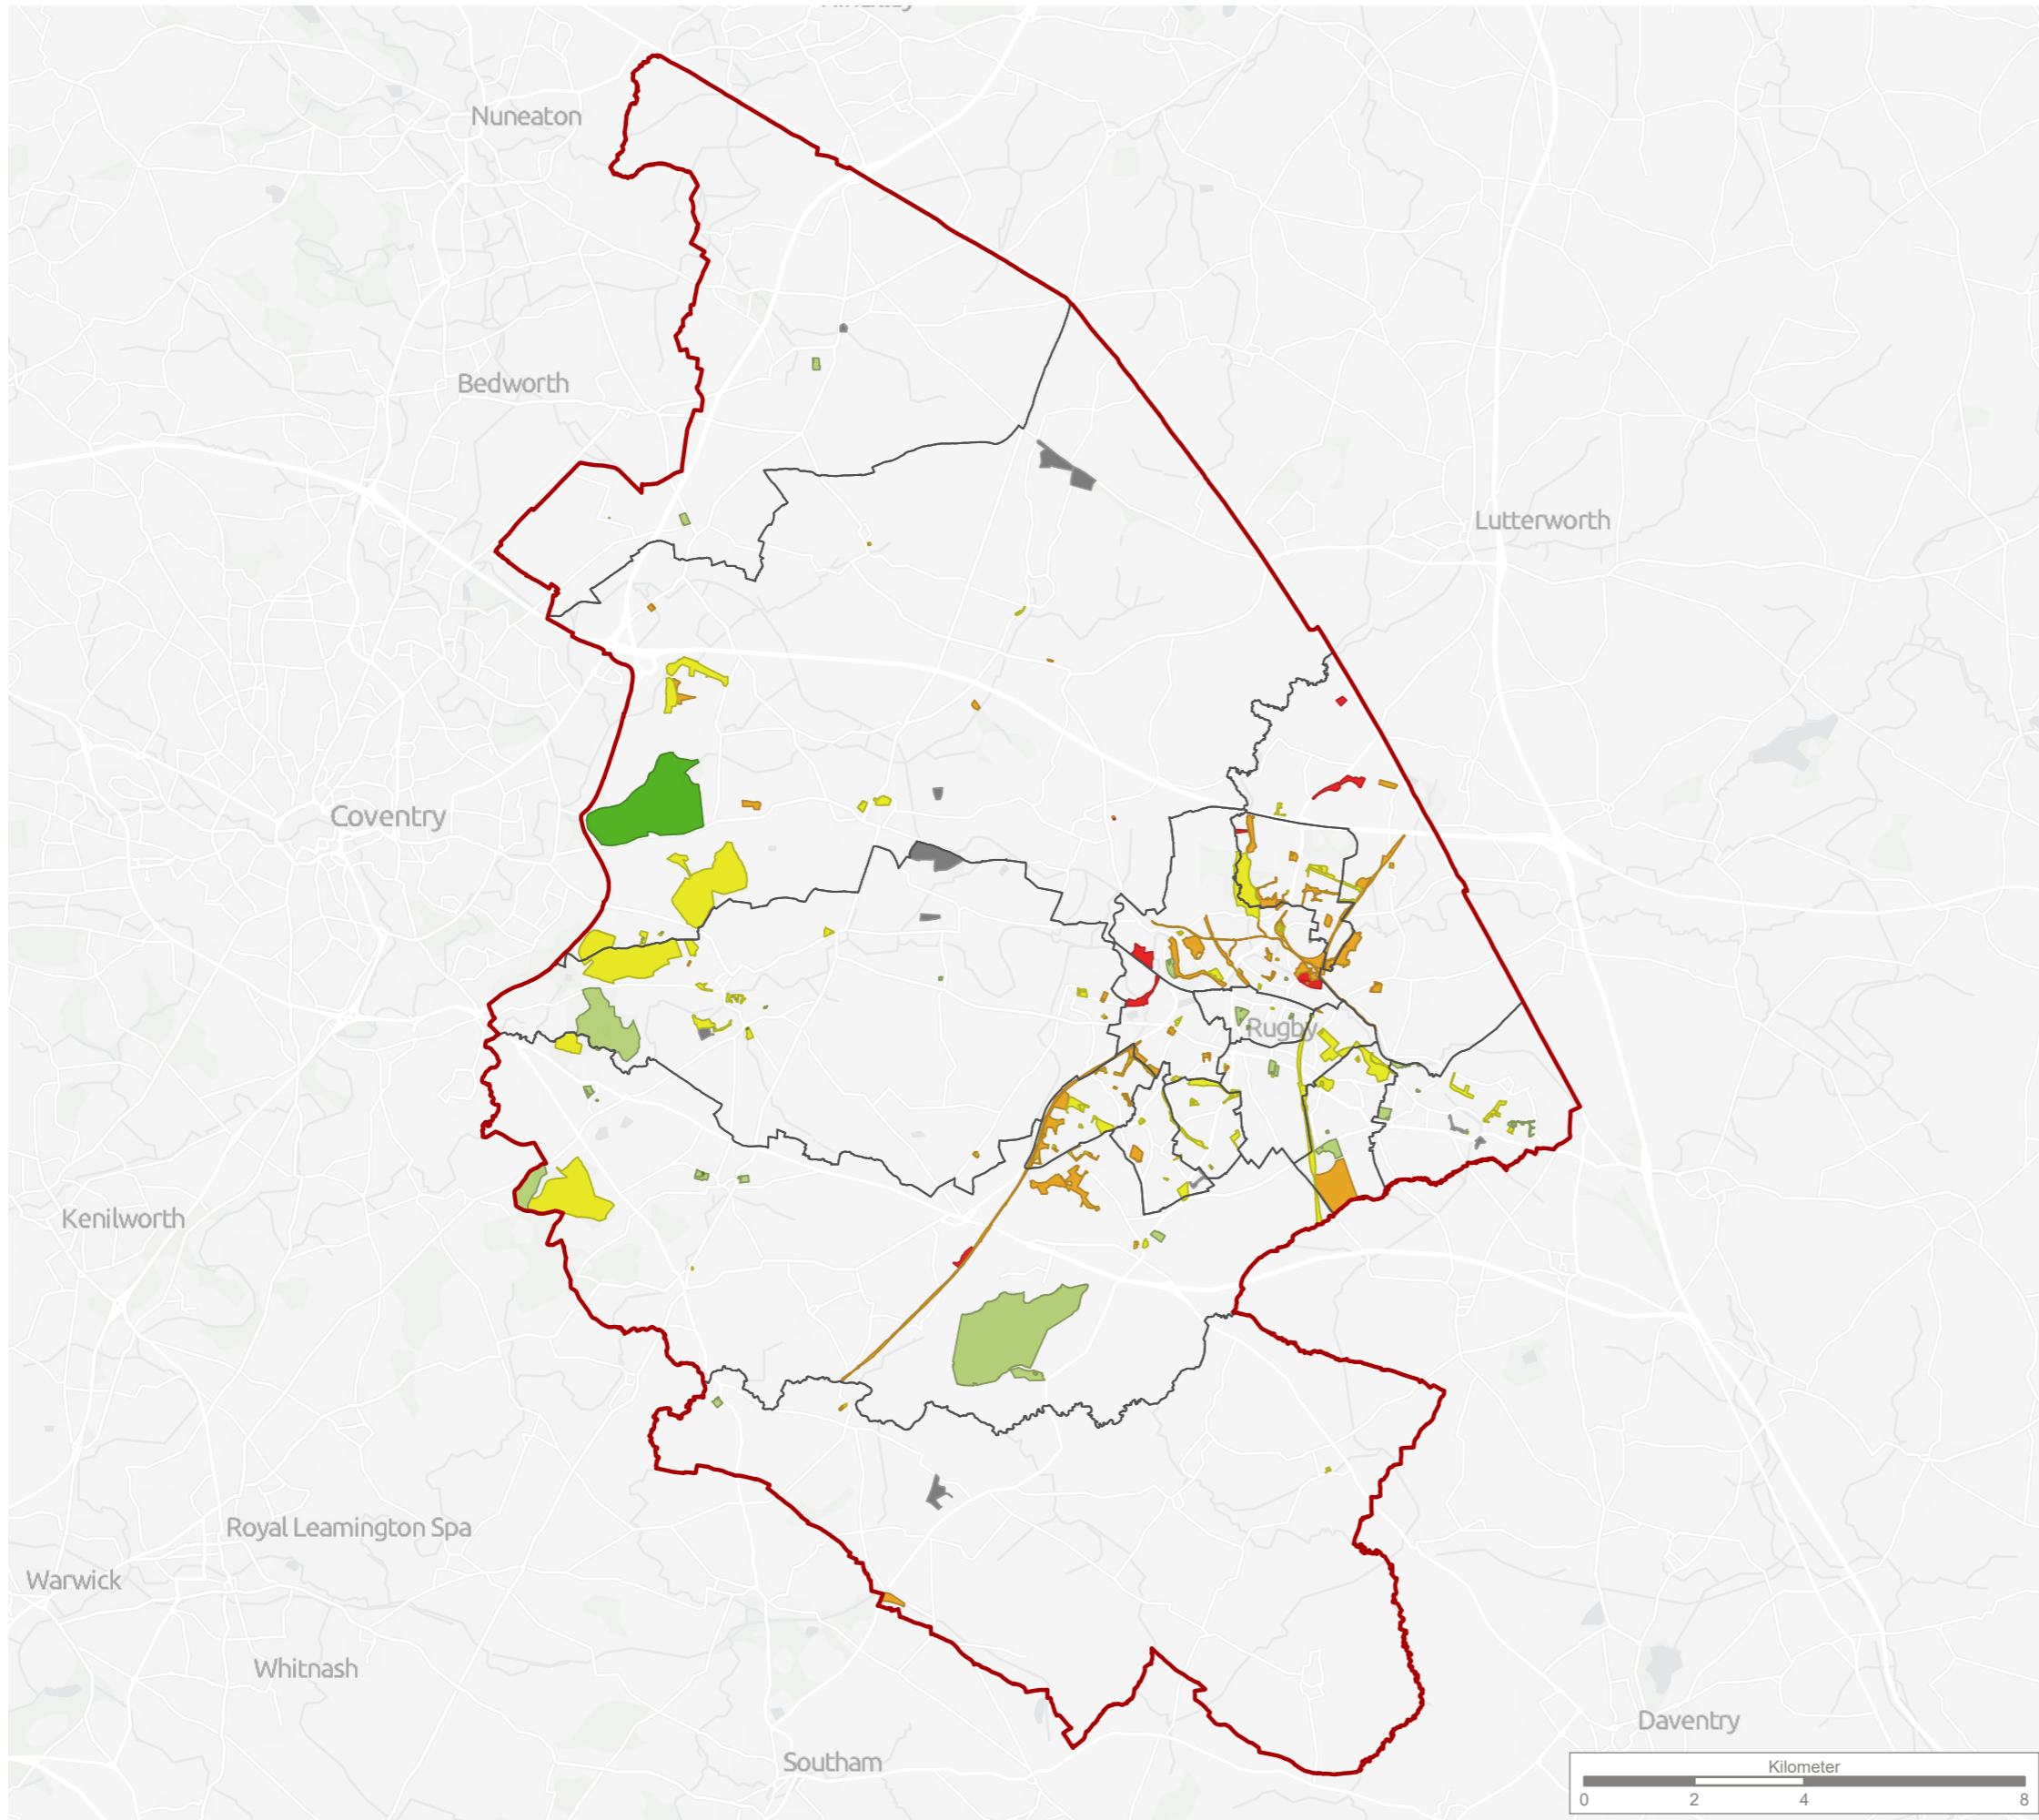 Nuneaton
Bedworth
Lutterworth
Coventry
Rugby
Kenilworth
Royal Leamington Spa
Warwick
Whitnash
Daventry
Southam
Kilometer
0 2 4 8